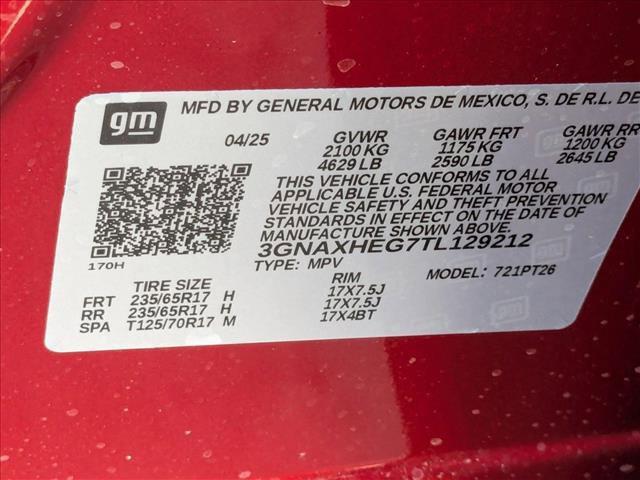 gm
MFD BY GENERAL MOTORS DE MEXICO, S. DE R.L. DE
04/25 GVWR GAWR FRT GAWR RR
2100 KG 1175 KG 1200 KG
4629 LB 2590 LB 2645 LB
THIS VEHICLE CONFORMS TO ALL
APPLICABLE U.S. FEDERAL MOTOR
VEHICLE SAFETY AND THEFT PREVENTION
STANDARDS IN EFFECT ON THE DATE OF
MANUFACTURE SHOWN ABOVE.
3GNAXHEG7TL129212
170H
TYPE: MPV MODEL: 721PT26
TIRE SIZE RIM
FRT 235/65R17 H 17X7.5J
RR 235/65R17 H 17X7.5J
SPA T125/70R17 M 17X4BT